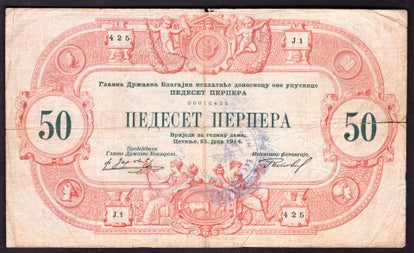 425
J.1
Главна Државна Благајна исплатиће доносиоцу ове упутнице
ПЕДЕСЕТ ПЕРПЕРА
50
ПЕДЕСЕТ ПЕРПЕРА
50
Вриједи за годину дана.
Цетиње, 25. јула 1914.
Предсједник
Главне Државне Контроле,
Министар финансија,
J.1
425